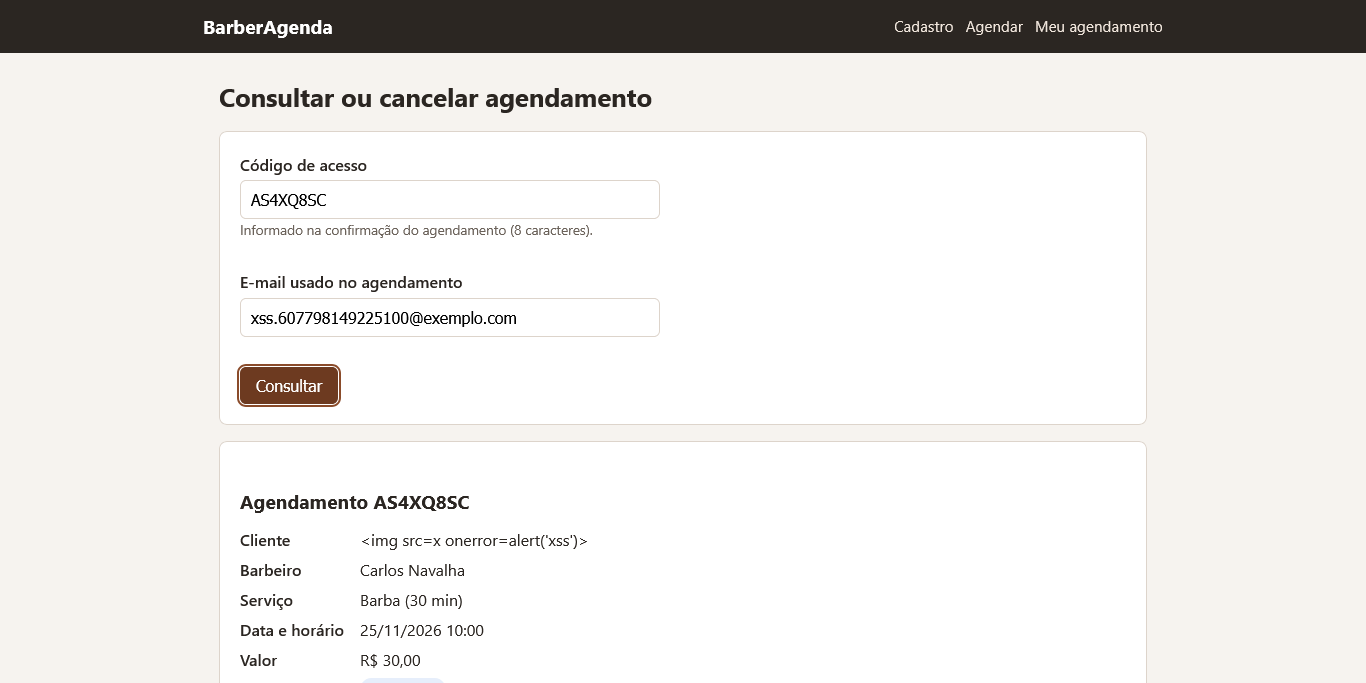 BarberAgenda
Cadastro Agendar Meu agendamento
Consultar ou cancelar agendamento
Código de acesso
AS4XQ8SC
Informado na confirmação do agendamento (8 caracteres).
E-mail usado no agendamento
xss.607798149225100@exemplo.com
Consultar
Agendamento AS4XQ8SC
Cliente <img src=x onerror=alert('xss')>
Barbeiro Carlos Navalha
Serviço Barba (30 min)
Data e horário 25/11/2026 10:00
Valor R$ 30,00